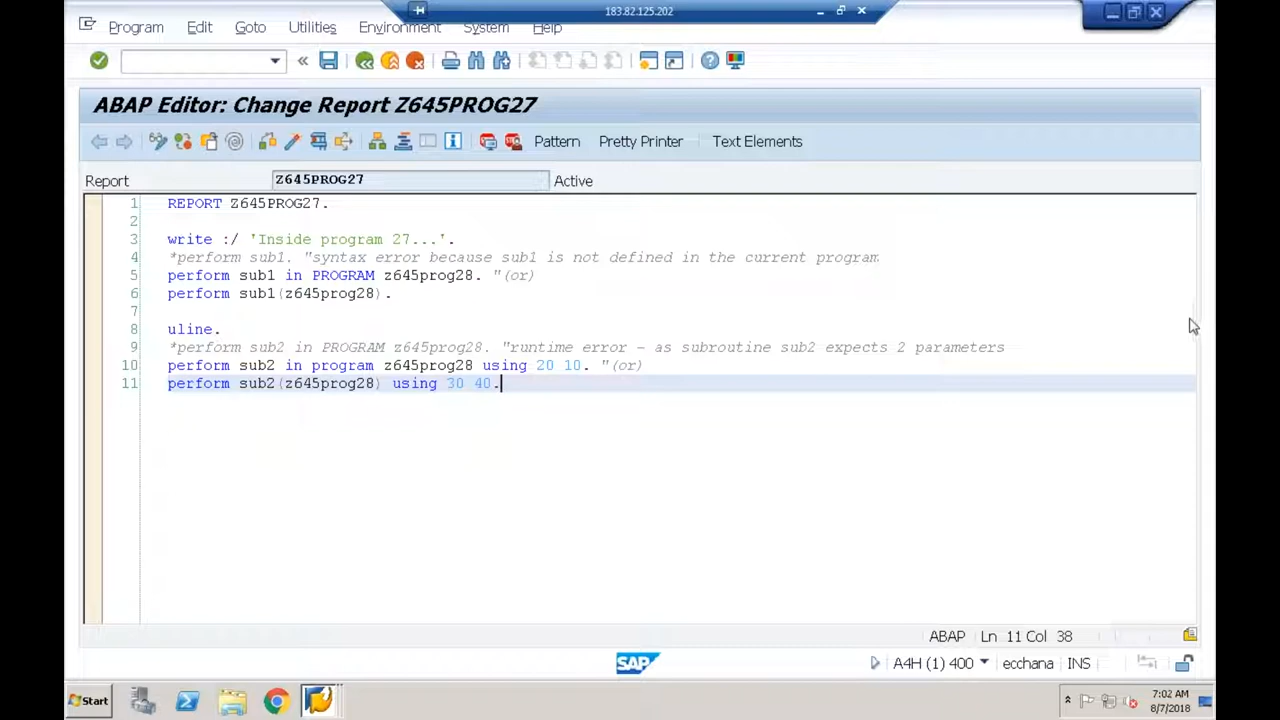 183.82.125.202
Program Edit Goto Utilities Environment System Help
ABAP Editor: Change Report Z645PROG27
Pattern Pretty Printer Text Elements
Report Z645PROG27 Active
1 REPORT Z645PROG27.
2
3 write :/ 'Inside program 27...'.
4 *perform sub1. "syntax error because sub1 is not defined in the current program
5 perform sub1 in PROGRAM z645prog28. "(or)
6 perform sub1(z645prog28).
7
8 uline.
9 *perform sub2 in PROGRAM z645prog28. "runtime error - as subroutine sub2 expects 2 parameters
10 perform sub2 in program z645prog28 using 20 10. "(or)
11 perform sub2(z645prog28) using 30 40.
ABAP Ln 11 Col 38
SAP A4H (1) 400 ecchana INS
Start 7:02 AM
8/7/2018